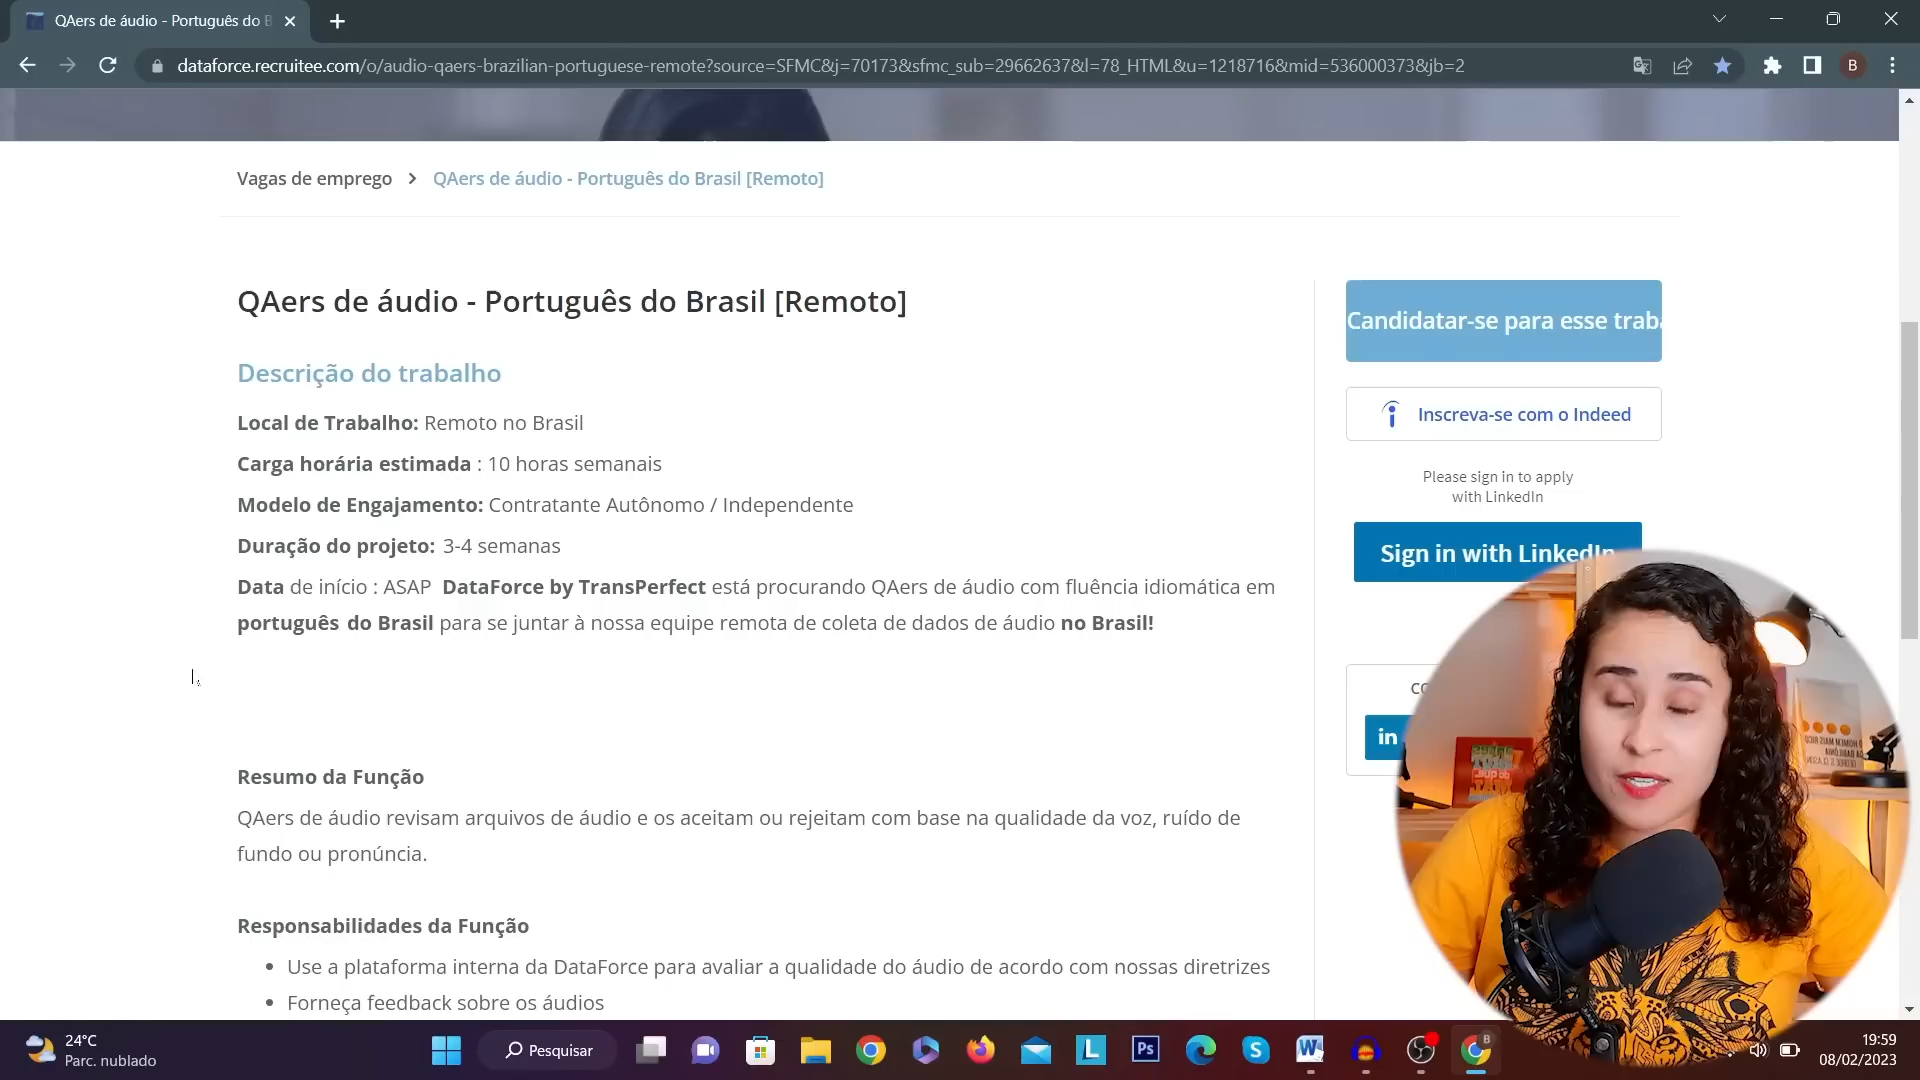 QAers de áudio - Português do B
dataforce.recruitee.com/o/audio-qaers-brazilian-portuguese-remote?source=SFMC&j=70173&sfmc_sub=29662637&l=78_HTML&u=1218716&mid=536000373&jb=2
B
Vagas de emprego > QAers de áudio - Português do Brasil [Remoto]
QAers de áudio - Português do Brasil [Remoto]
Candidatar-se para esse traba
Descrição do trabalho
Local de Trabalho: Remoto no Brasil
Inscreva-se com o Indeed
Carga horária estimada : 10 horas semanais
Please sign in to apply
with LinkedIn
Modelo de Engajamento: Contratante Autônomo / Independente
Duração do projeto: 3-4 semanas
Sign in with LinkedIn
Data de início : ASAP DataForce by TransPerfect está procurando QAers de áudio com fluência idiomática em
português do Brasil para se juntar à nossa equipe remota de coleta de dados de áudio no Brasil!
in
Resumo da Função
QAers de áudio revisam arquivos de áudio e os aceitam ou rejeitam com base na qualidade da voz, ruído de
fundo ou pronúncia.
Responsabilidades da Função
• Use a plataforma interna da DataForce para avaliar a qualidade do áudio de acordo com nossas diretrizes
• Forneça feedback sobre os áudios
24°C
Parc. nublado
Pesquisar
L
Ps
S
W
B
19:59
08/02/2023